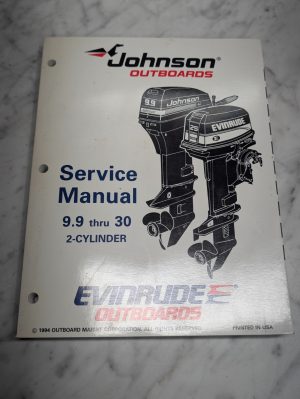 Johnson
OUTBOARDS
9.9
Johnson
EVINRUDE
Service
Manual
9.9 thru 30
2-CYLINDER
EVINRUDE
OUTBOARDS
© 1994 OUTBOARD MARINE CORPORATION. ALL RIGHTS RESERVED. PRINTED IN USA